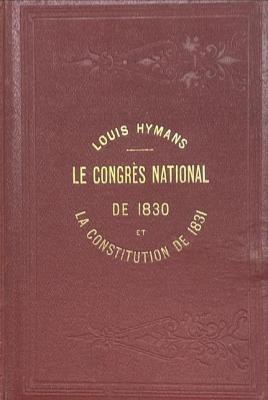 LOUIS HYMANS
LE CONGRÈS NATIONAL
DE 1830
ET
LA CONSTITUTION DE 1831